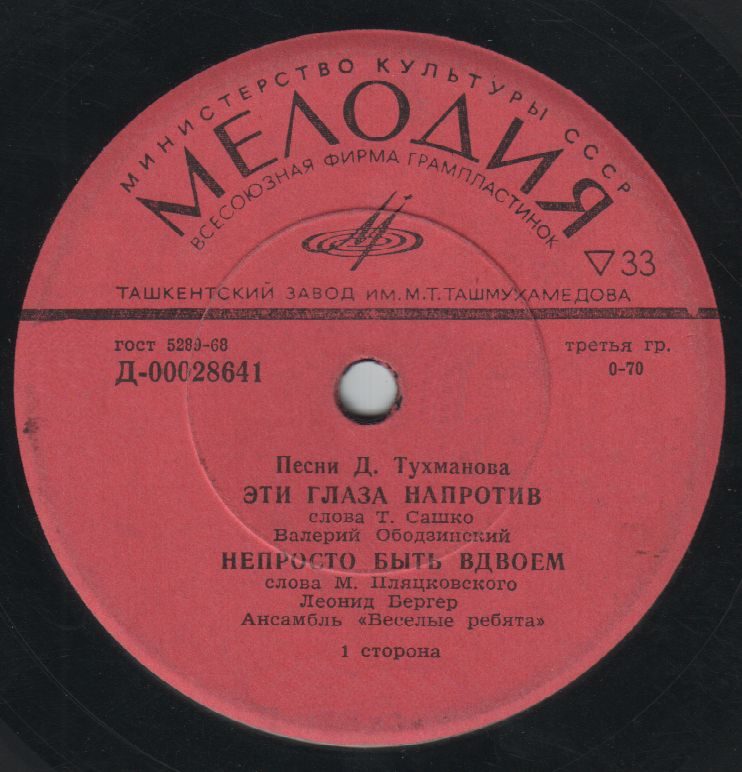 МИНИСТЕРСТВО КУЛЬТУРЫ СССР
МЕЛОДИЯ
ВСЕСОЮЗНАЯ ФИРМА ГРАМПЛАСТИНОК
▽33
ТАШКЕНТСКИЙ ЗАВОД ИМ. М.Т. ТАШМУХАМЕДОВА
ГОСТ 5289-68
третья гр.
Д-00028641
0-70
Песни Д. Тухманова
ЭТИ ГЛАЗА НАПРОТИВ
слова Т. Сашко
Валерий Ободзинский
НЕПРОСТО БЫТЬ ВДВОЕМ
слова М. Пляцковского
Леонид Бергер
Ансамбль «Веселые ребята»
1 сторона